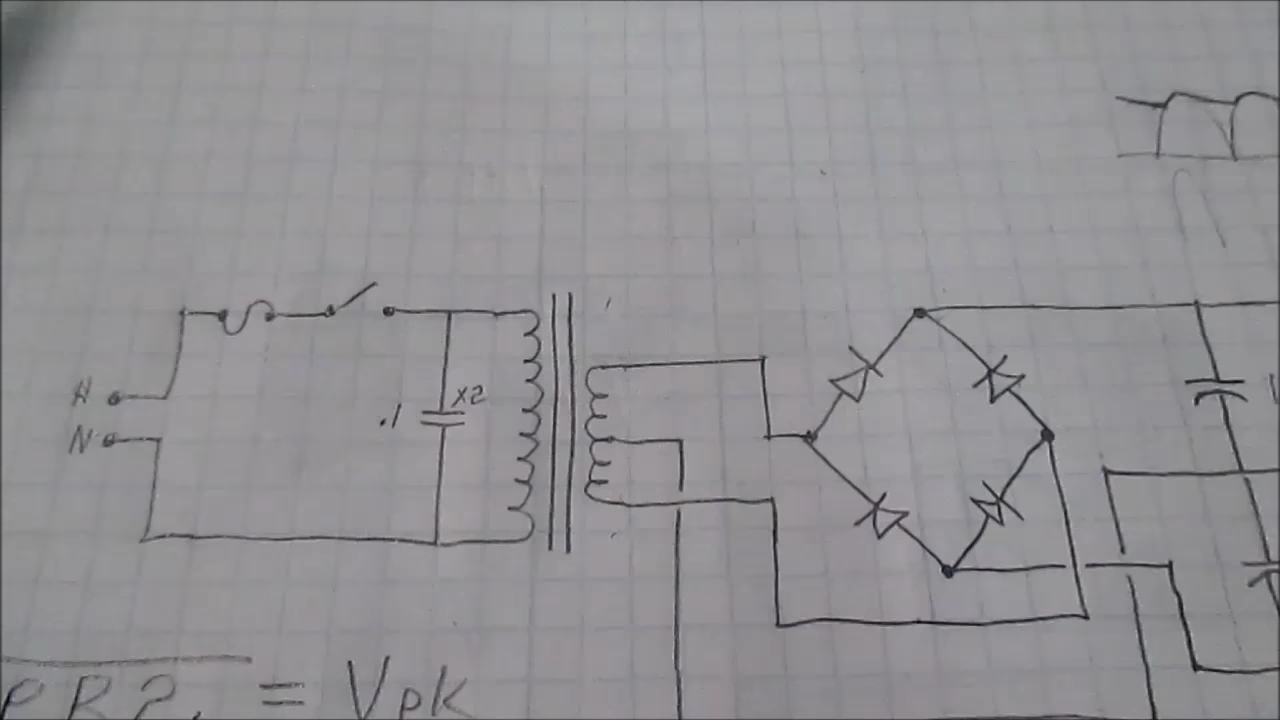 H
.1 X2
N
= Vpk